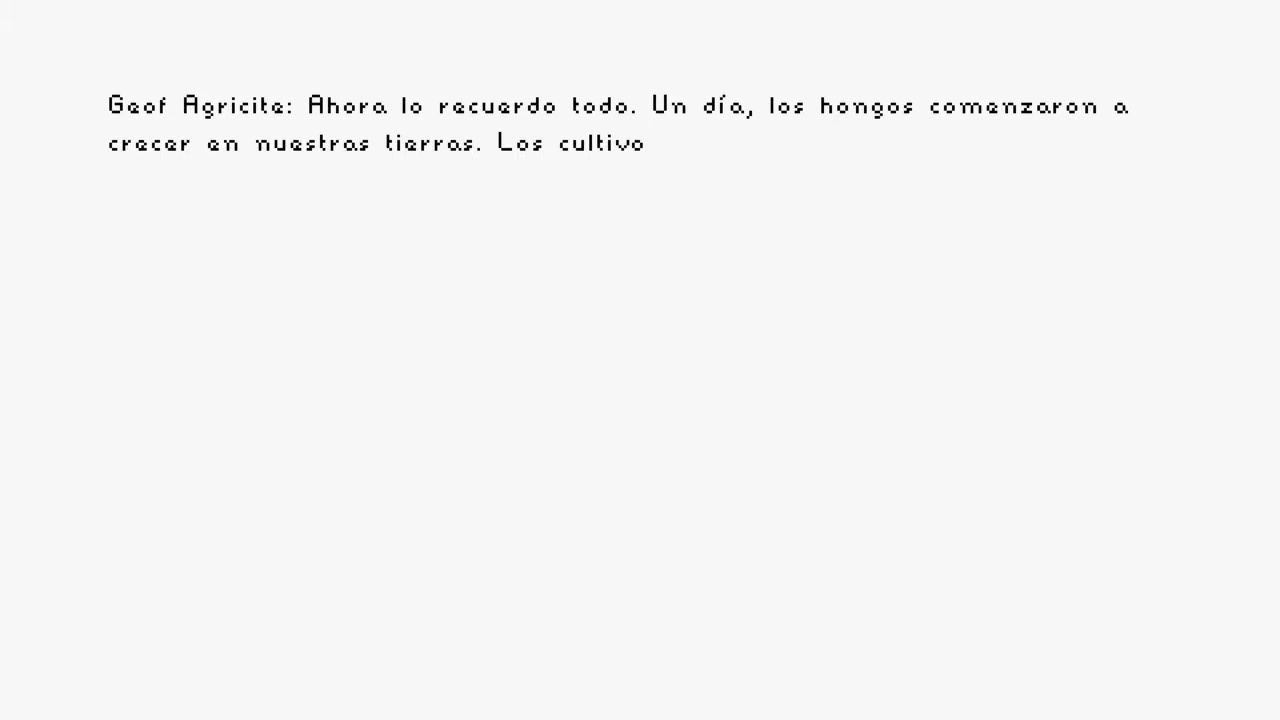 Geof Agricite: Ahora lo recuerdo todo. Un día, los hongos comenzaron a
crecer en nuestras tierras. Los cultivo